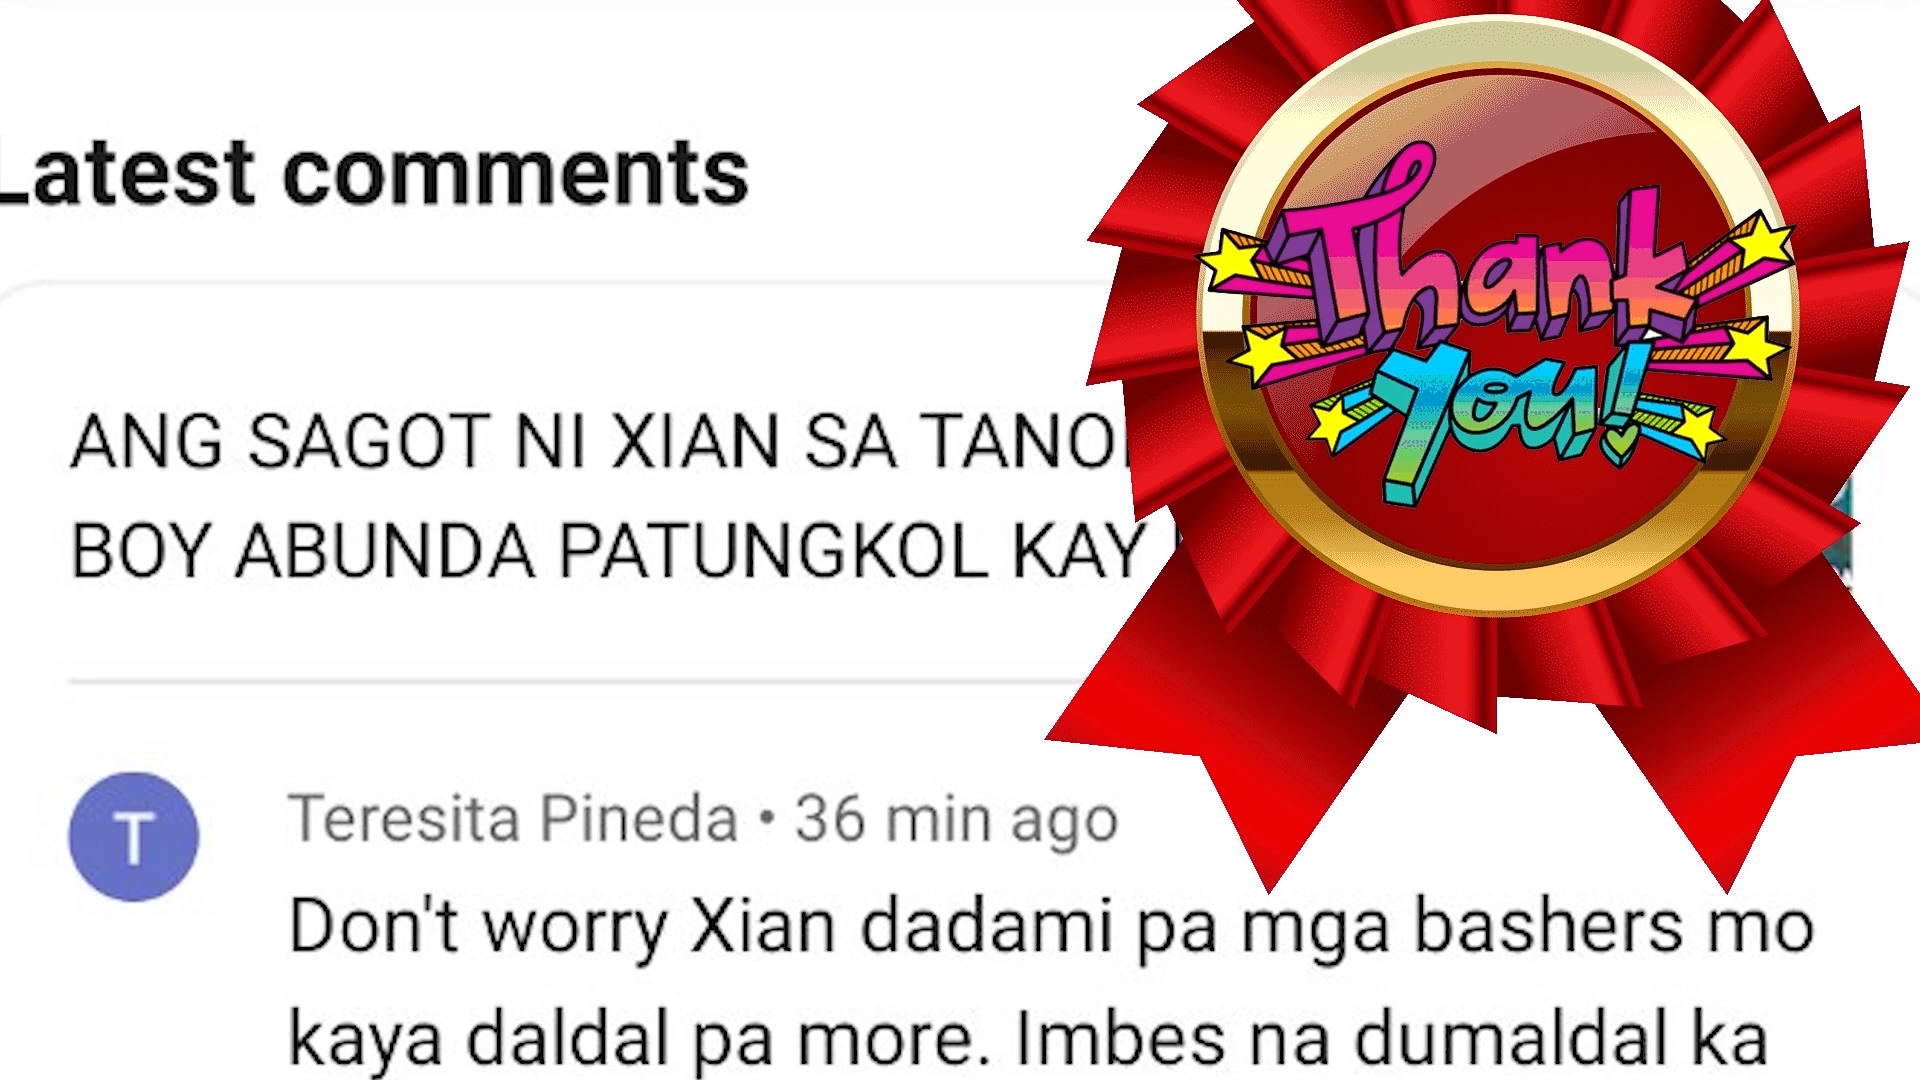 Latest comments
ANG SAGOT NI XIAN SA
BOY ABUNDA PATUNGKOL KAY
Thank
You!
T
Teresita Pineda • 36 min ago
Don't worry Xian dadami pa mga bashers mo
kaya daldal pa more. Imbes na dumaldal ka